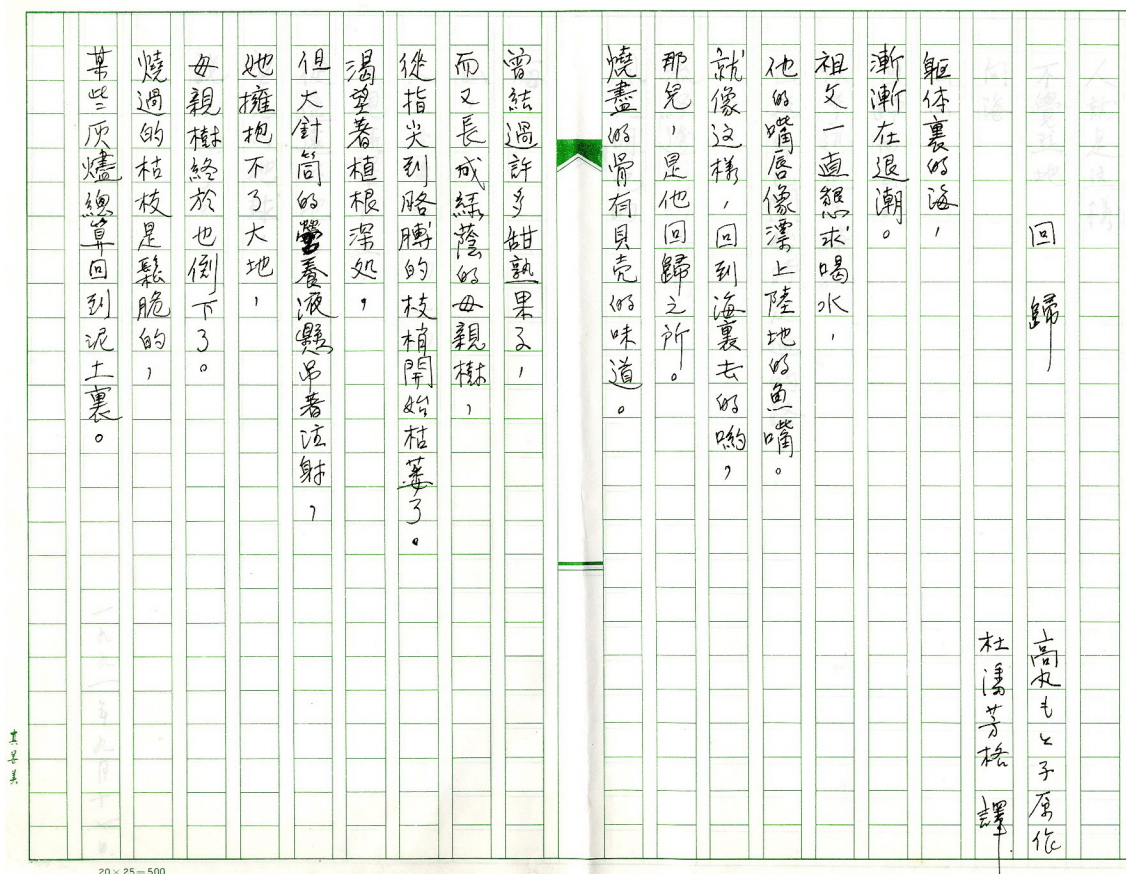 回歸
高丸もと子原作
杜潘芳格 譯
軀体裏的海，
漸漸在退潮。
祖父一直懇求喝水，
他的嘴唇像漂上陸地的魚嘴。
就像这樣，回到海裏去的喲，
那兒，是他回歸之所。
燒盡的骨有貝壳的味道。
曾結過許多甜熟果子，
而又長成綠蔭的母親樹，
從指尖到胳膊的枝梢開始枯萎了。
渴望著植根深処，
但大針筒的營養液懸吊著注射，
她擁抱不了大地，
母親樹終於也倒下了。
燒過的枯枝是鬆脆的，
某些灰燼總算回到泥土裏。
20×25=500